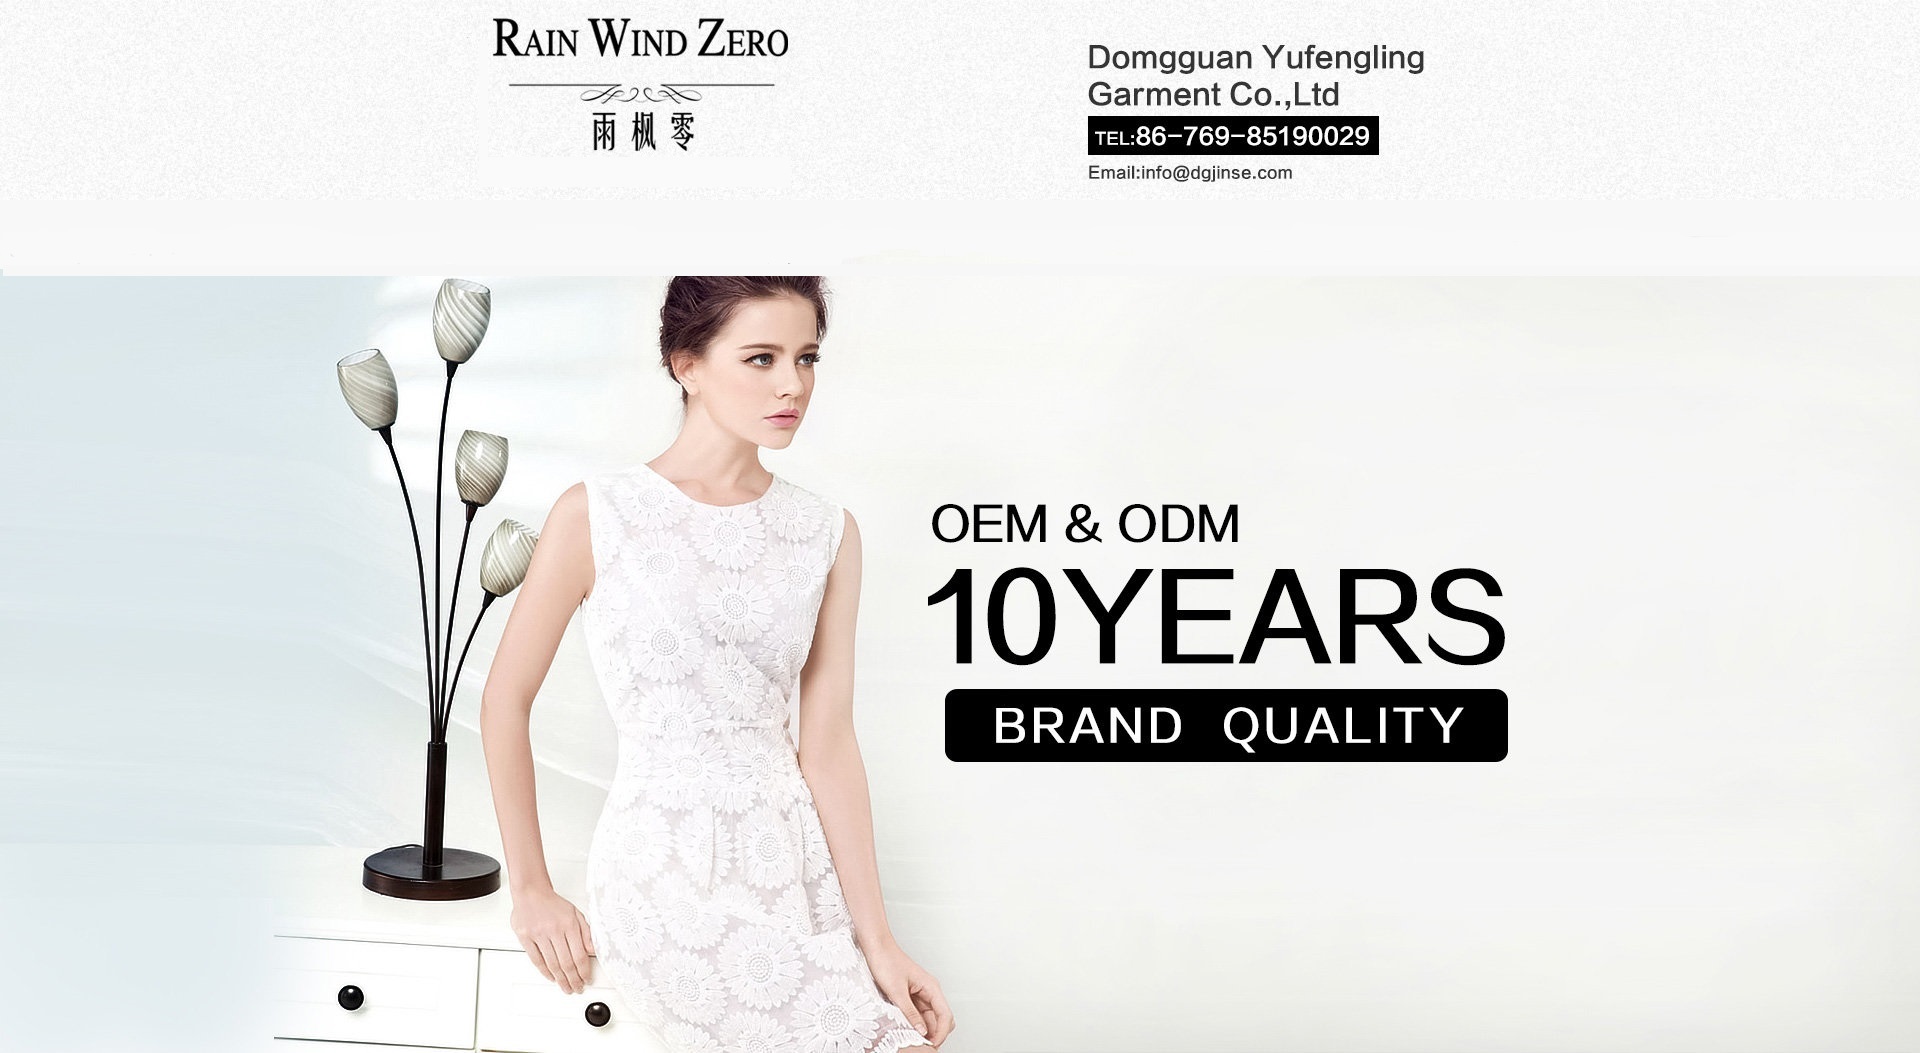 RAIN WIND ZERO
雨枫零
Domgguan Yufengling
Garment Co.,Ltd
TEL:86-769-85190029
Email:info@dgjinse.com
OEM & ODM
10YEARS
BRAND QUALITY